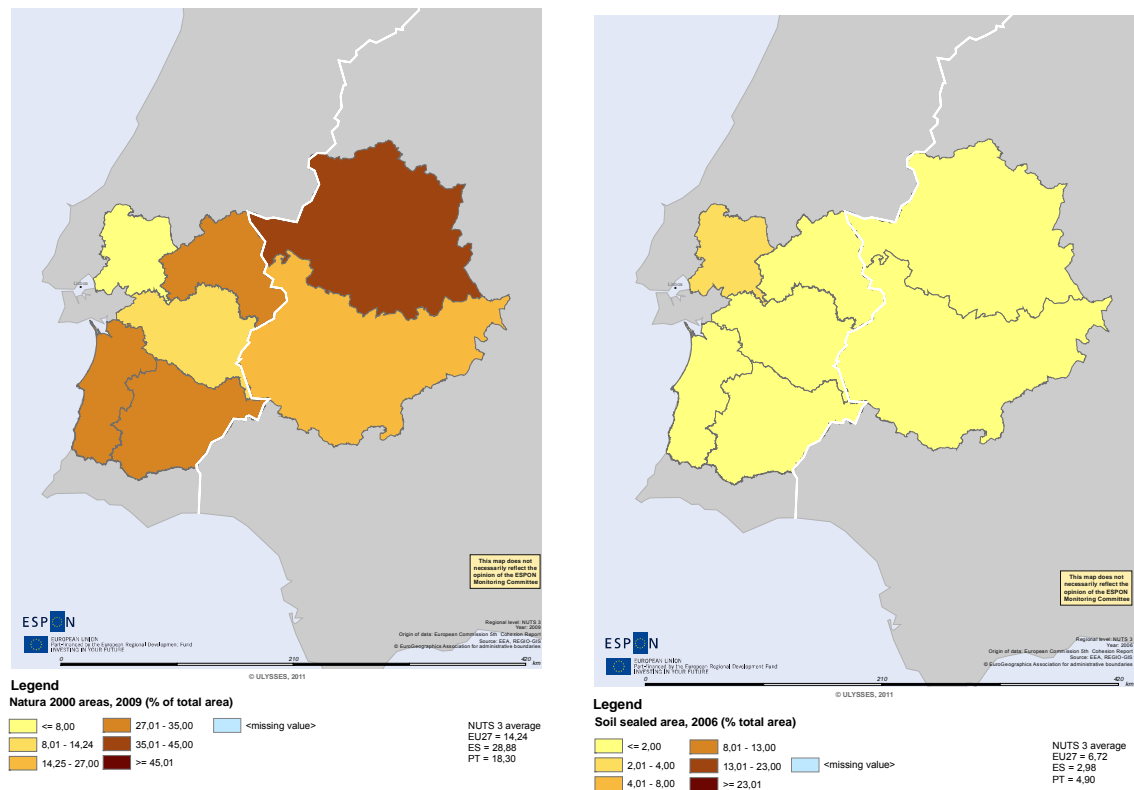 Lisboa
This map does not
necessarily reflect the
opinion of the ESPON
Monitoring Committee
ESPON
EUROPEAN UNION
Part-financed by the European Regional Development Fund
INVESTING IN YOUR FUTURE
Regional level: NUTS 3
Year: 2009
Origin of data: European Commission 5th Cohesion Report
Source: EEA, REGIO-GIS
© EuroGeographics Association for administrative boundaries
0 210 420
km
© ULYSSES, 2011
Legend
Natura 2000 areas, 2009 (% of total area)
<= 8,00
8,01 - 14,24
14,25 - 27,00
27,01 - 35,00
35,01 - 45,00
>= 45,01
<missing value>
NUTS 3 average
EU27 = 14,24
ES = 28,88
PT = 18,30
Lisboa
This map does not
necessarily reflect the
opinion of the ESPON
Monitoring Committee
ESPON
EUROPEAN UNION
Part-financed by the European Regional Development Fund
INVESTING IN YOUR FUTURE
Regional level: NUTS 3
Year: 2006
Origin of data: European Commission 5th Cohesion Report
Source: EEA, REGIO-GIS
© EuroGeographics Association for administrative boundaries
0 210 420
km
© ULYSSES, 2011
Legend
Soil sealed area, 2006 (% total area)
<= 2,00
2,01 - 4,00
4,01 - 8,00
8,01 - 13,00
13,01 - 23,00
>= 23,01
<missing value>
NUTS 3 average
EU27 = 6,72
ES = 2,98
PT = 4,90